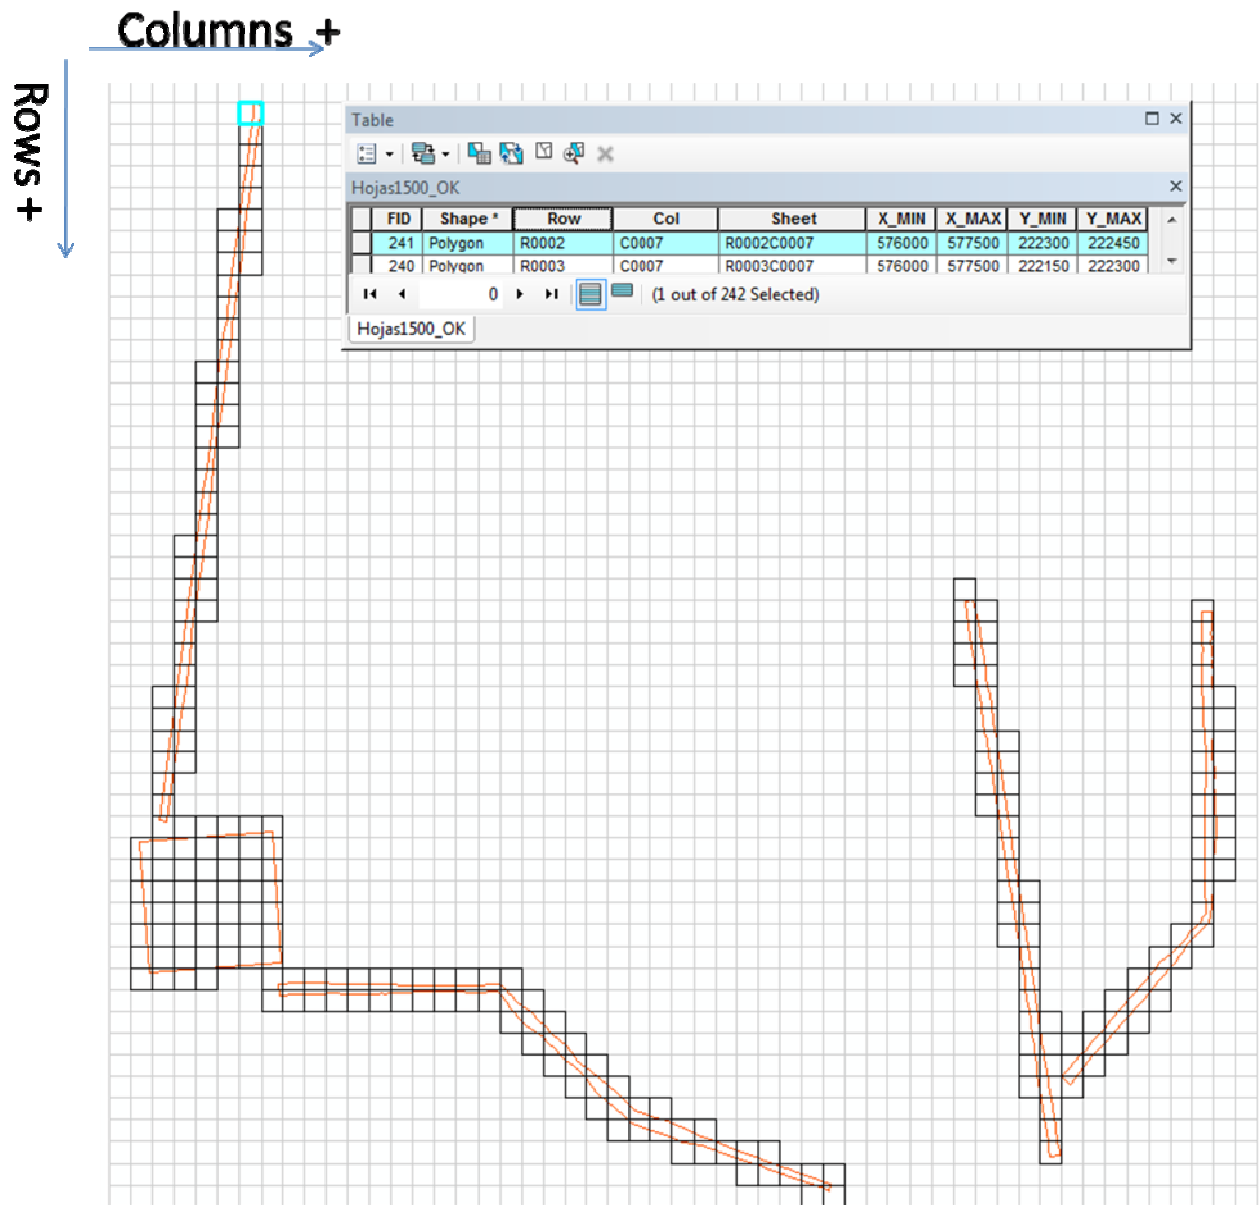 Columns +
Rows +
Table
Hojas1500_OK
FID Shape * Row Col Sheet X_MIN X_MAX Y_MIN Y_MAX
241 Polygon R0002 C0007 R0002C0007 576000 577500 222300 222450
240 Polygon R0003 C0007 R0003C0007 576000 577500 222150 222300
0 (1 out of 242 Selected)
Hojas1500_OK